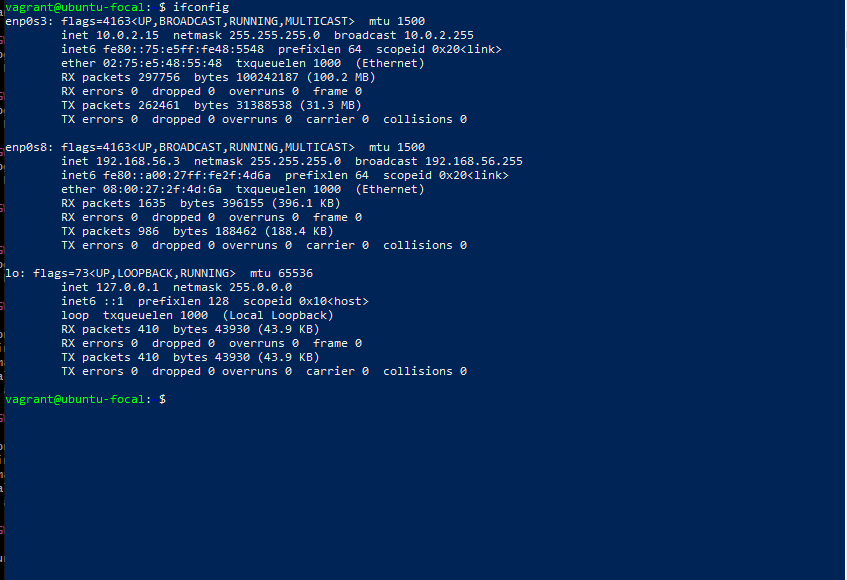 vagrant@ubuntu-focal: $ ifconfig
enp0s3: flags=4163<UP,BROADCAST,RUNNING,MULTICAST>  mtu 1500
        inet 10.0.2.15  netmask 255.255.255.0  broadcast 10.0.2.255
        inet6 fe80::75:e5ff:fe48:5548  prefixlen 64  scopeid 0x20<link>
        ether 02:75:e5:48:55:48  txqueuelen 1000  (Ethernet)
        RX packets 297756  bytes 100242187 (100.2 MB)
        RX errors 0  dropped 0  overruns 0  frame 0
        TX packets 262461  bytes 31388538 (31.3 MB)
        TX errors 0  dropped 0 overruns 0  carrier 0  collisions 0

enp0s8: flags=4163<UP,BROADCAST,RUNNING,MULTICAST>  mtu 1500
        inet 192.168.56.3  netmask 255.255.255.0  broadcast 192.168.56.255
        inet6 fe80::a00:27ff:fe2f:4d6a  prefixlen 64  scopeid 0x20<link>
        ether 08:00:27:2f:4d:6a  txqueuelen 1000  (Ethernet)
        RX packets 1635  bytes 396155 (396.1 KB)
        RX errors 0  dropped 0  overruns 0  frame 0
        TX packets 986  bytes 188462 (188.4 KB)
        TX errors 0  dropped 0 overruns 0  carrier 0  collisions 0

lo: flags=73<UP,LOOPBACK,RUNNING>  mtu 65536
        inet 127.0.0.1  netmask 255.0.0.0
        inet6 ::1  prefixlen 128  scopeid 0x10<host>
        loop  txqueuelen 1000  (Local Loopback)
        RX packets 410  bytes 43930 (43.9 KB)
        RX errors 0  dropped 0  overruns 0  frame 0
        TX packets 410  bytes 43930 (43.9 KB)
        TX errors 0  dropped 0 overruns 0  carrier 0  collisions 0

vagrant@ubuntu-focal: $